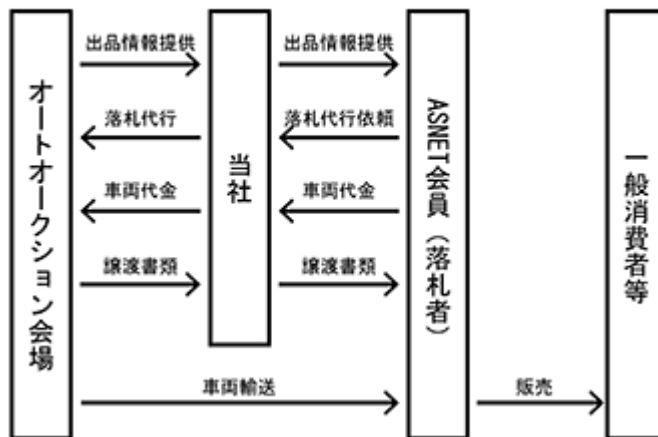 オートオークション会場
出品情報提供
落札代行
車両代金
譲渡書類
当社
出品情報提供
落札代行依頼
車両代金
譲渡書類
車両輸送
ASNET会員(落札者)
販売
一般消費者等